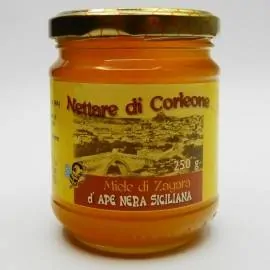 Nettare di Corleone
250 g
Miele di Zagara
d' APE NERA SICILIANA